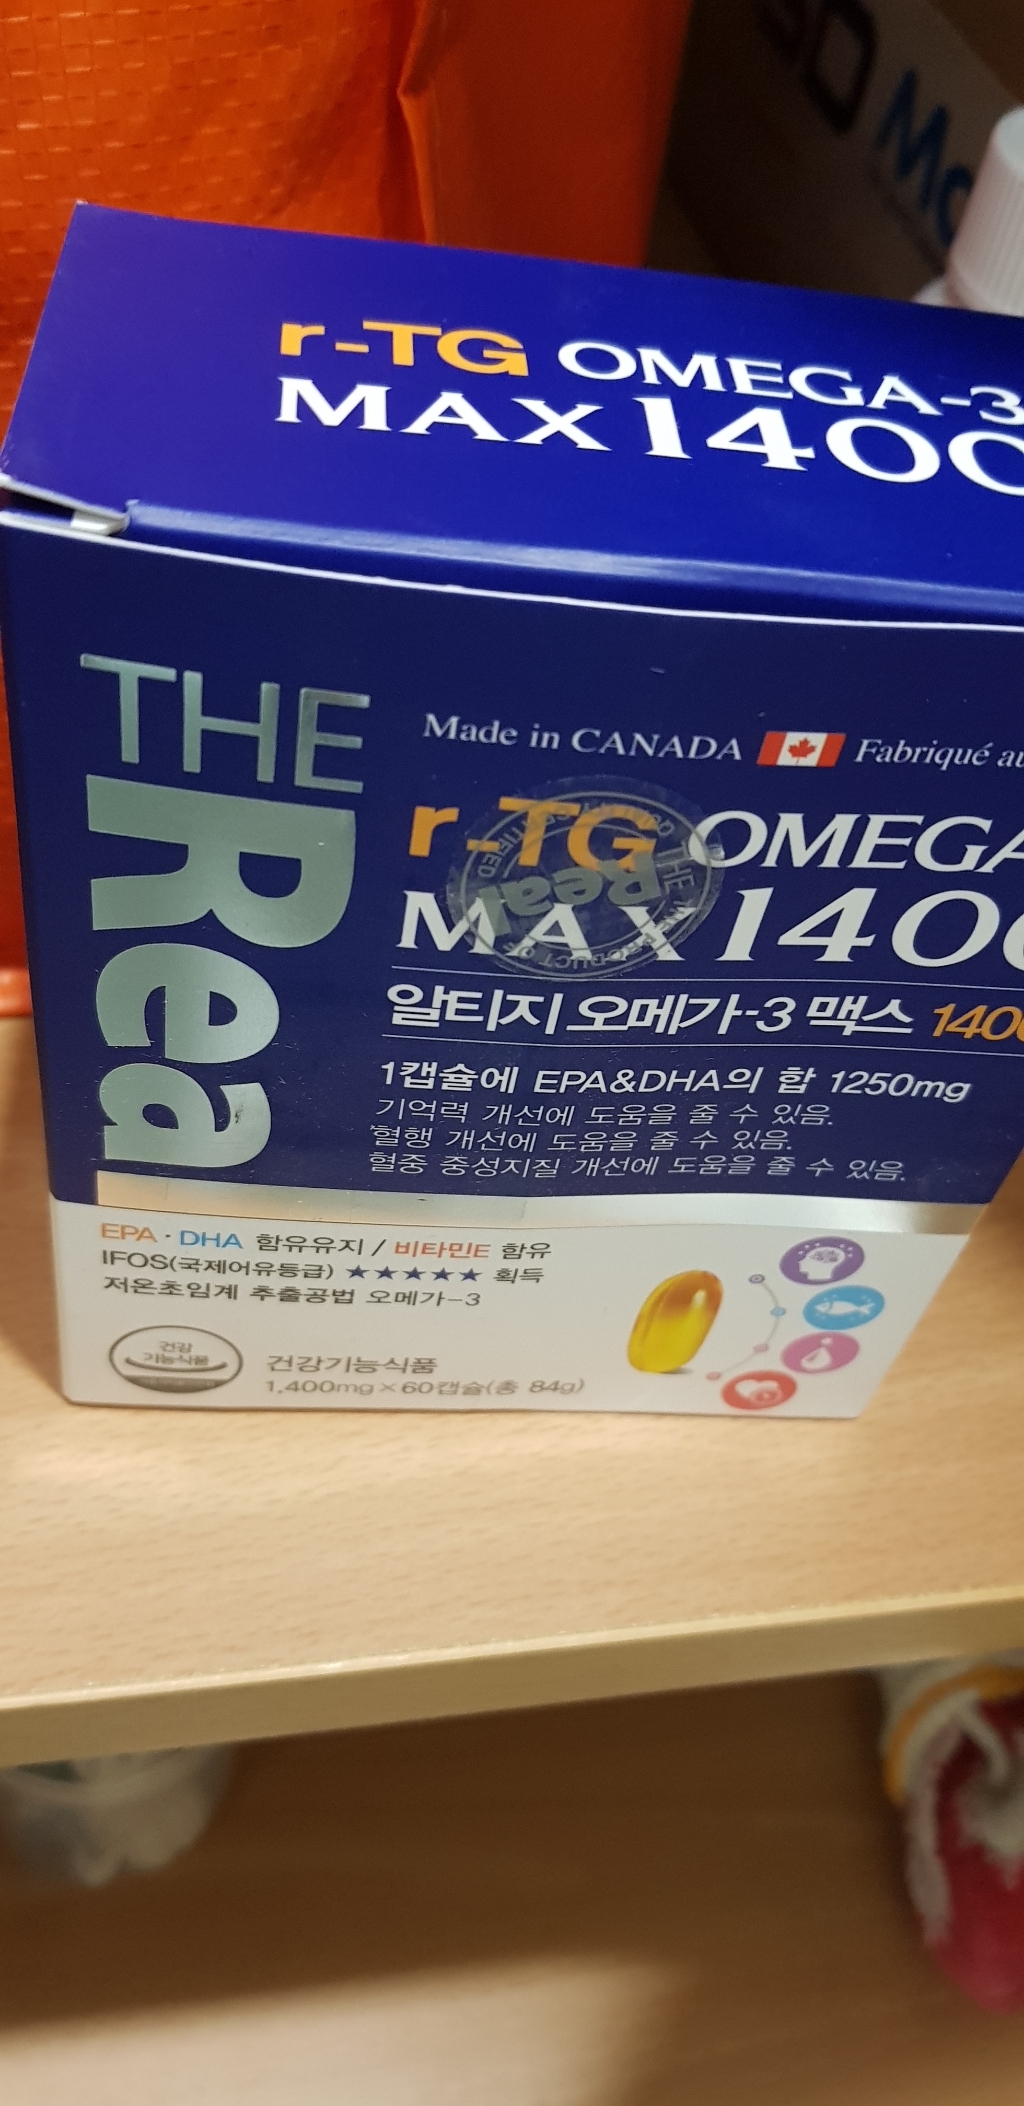 r-TG OMEGA-3
MAX 1400
THE
Real
Made in CANADA Fabriqué au
r-TG OMEGA
MAX 1400
알티지 오메가-3 맥스 1400
1캡슐에 EPA&DHA의 합 1250mg
기억력 개선에 도움을 줄 수 있음.
혈행 개선에 도움을 줄 수 있음.
혈중 중성지질 개선에 도움을 줄 수 있음.
EPA · DHA 함유유지 / 비타민E 함유
IFOS(국제어유등급) ★★★★★ 획득
저온초임계 추출공법 오메가-3
건강
기능식품
건강기능식품
1,400mg×60캡슐(총 84g)
THE Real